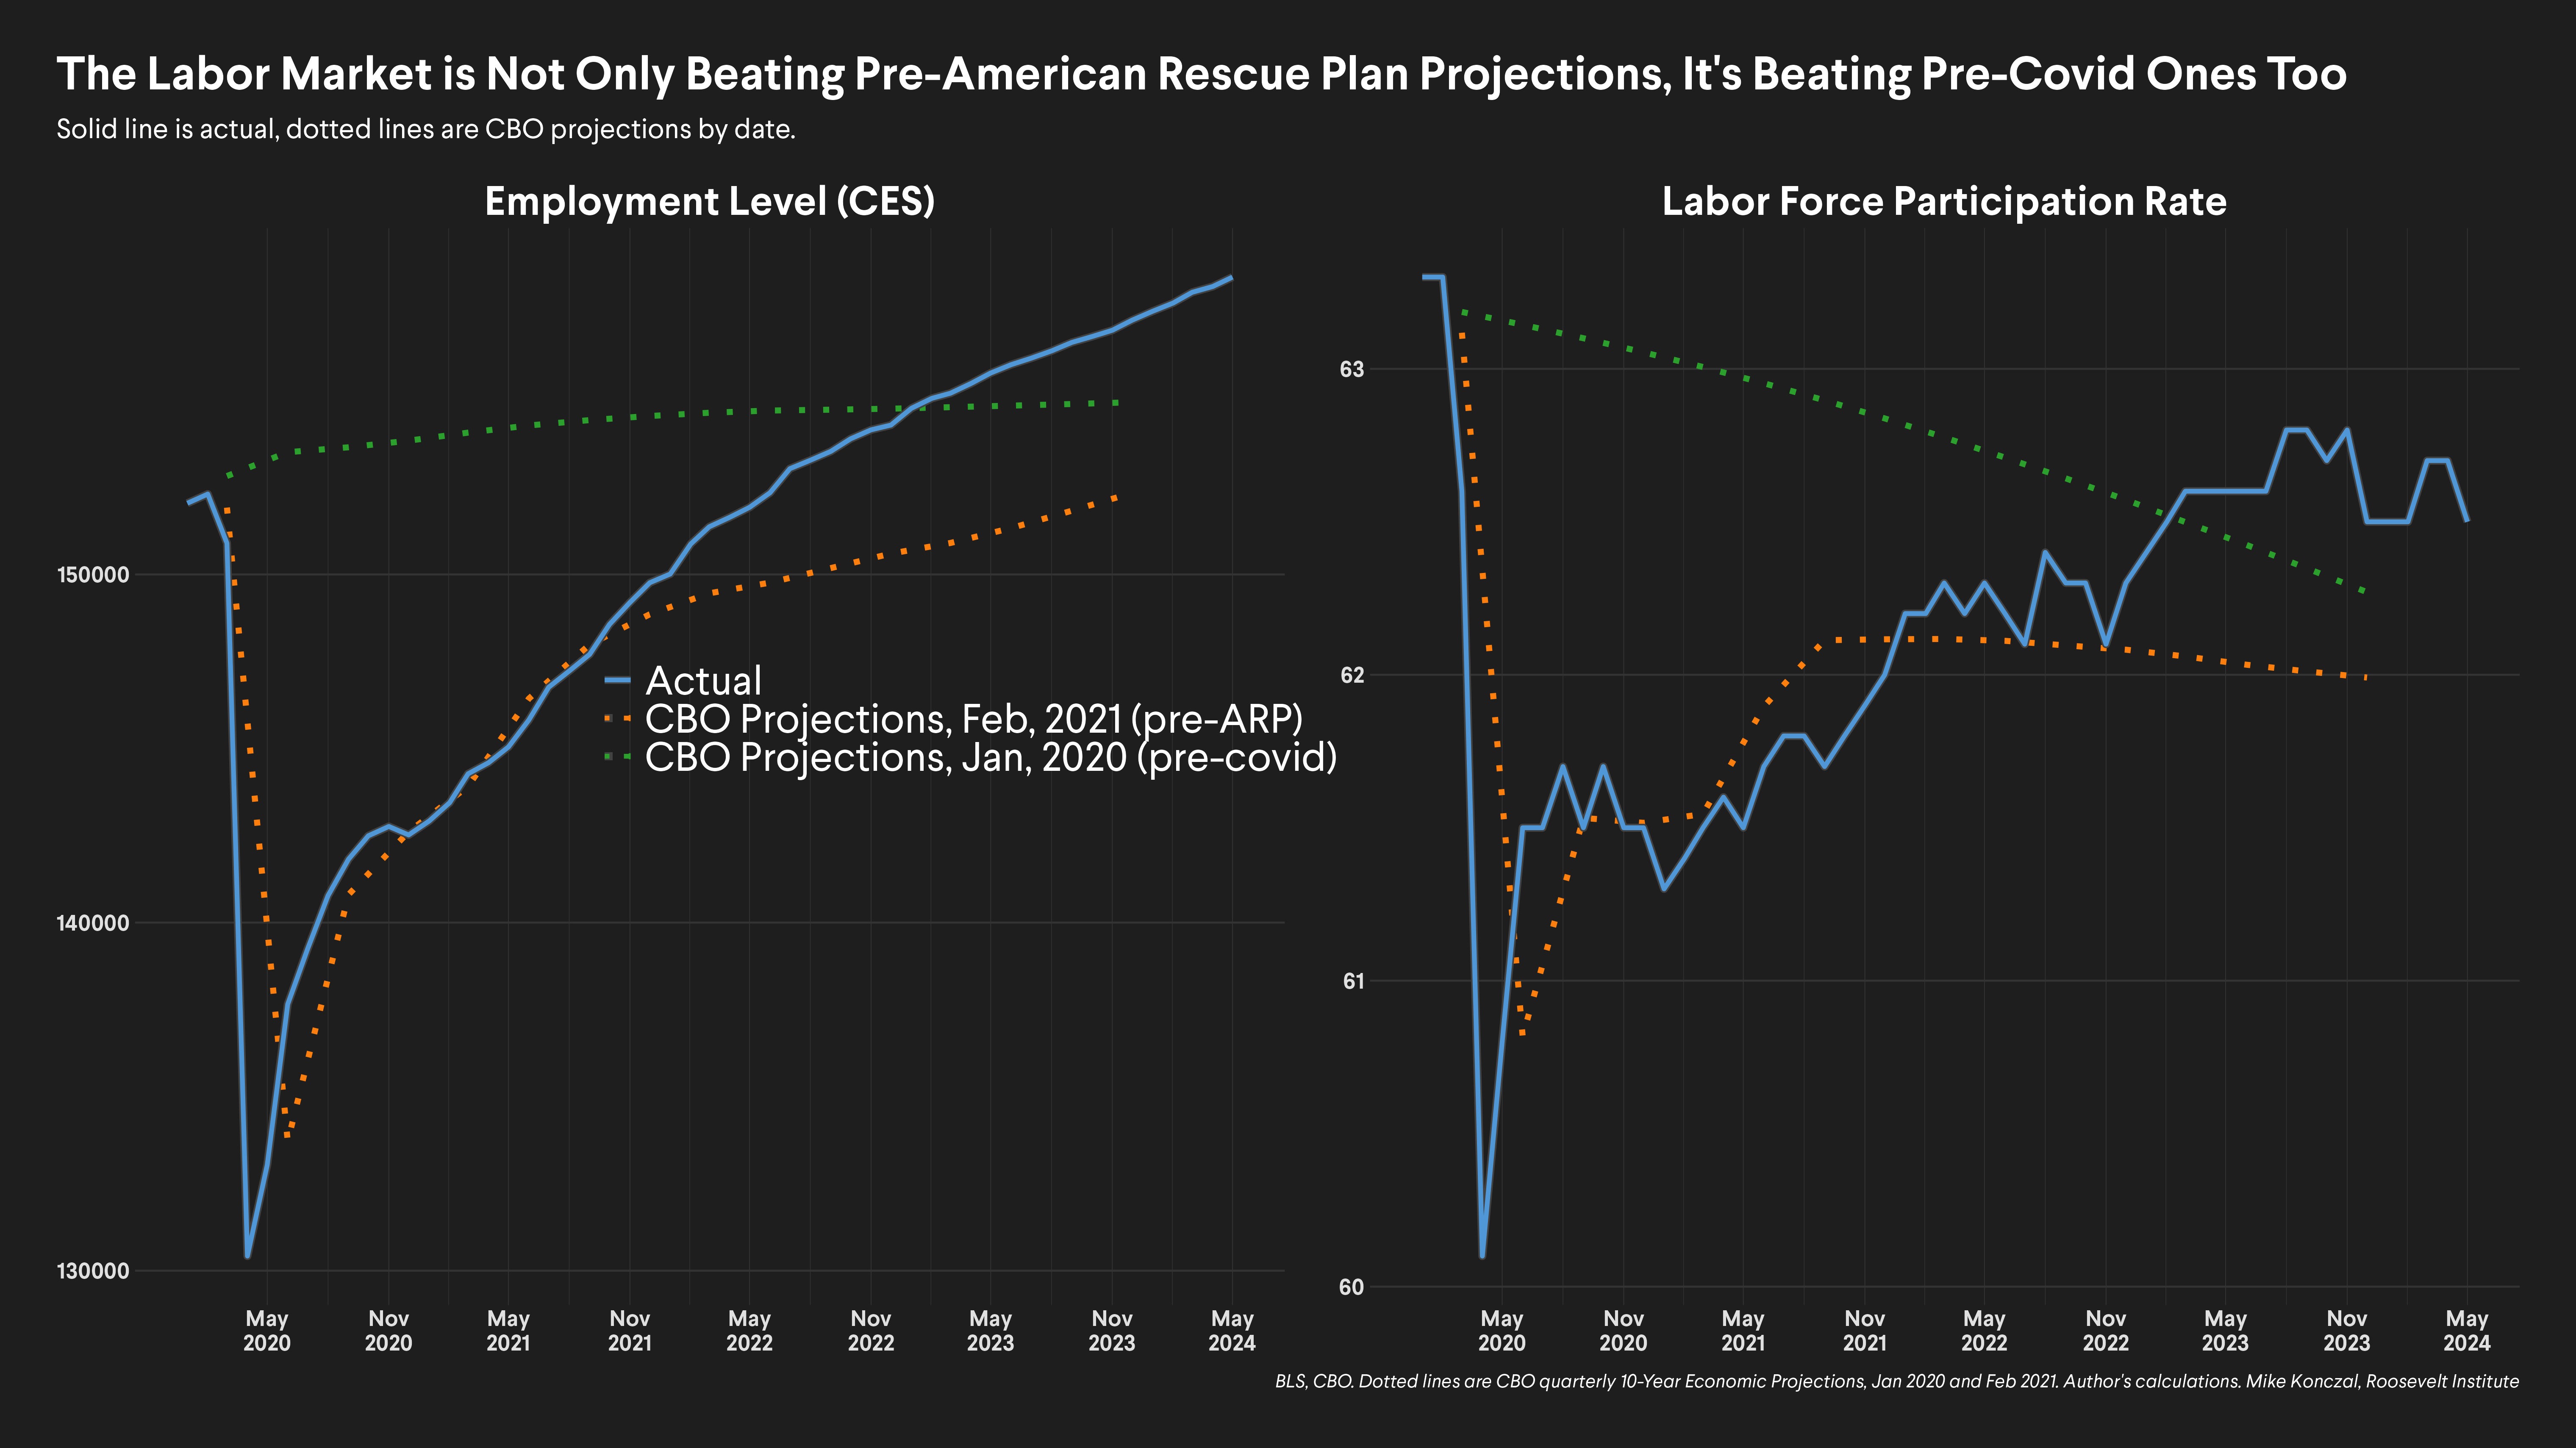 The Labor Market is Not Only Beating Pre-American Rescue Plan Projections, It's Beating Pre-Covid Ones Too
Solid line is actual, dotted lines are CBO projections by date.
Employment Level (CES)
150000
140000
130000
Actual
CBO Projections, Feb, 2021 (pre-ARP)
CBO Projections, Jan, 2020 (pre-covid)
May Nov May Nov May Nov May Nov May
2020 2020 2021 2021 2022 2022 2023 2023 2024
Labor Force Participation Rate
63
62
61
60
May Nov May Nov May Nov May Nov May
2020 2020 2021 2021 2022 2022 2023 2023 2024
BLS, CBO. Dotted lines are CBO quarterly 10-Year Economic Projections, Jan 2020 and Feb 2021. Author's calculations. Mike Konczal, Roosevelt Institute